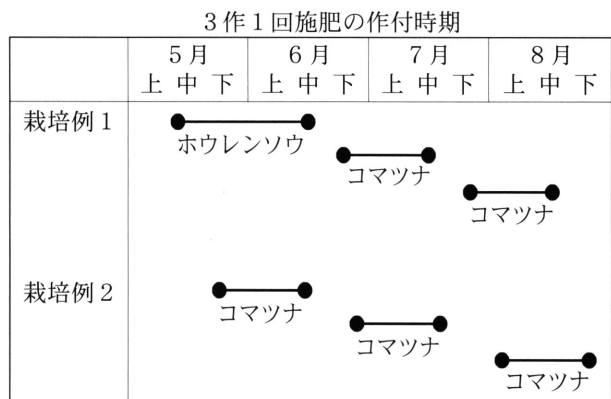 3作1回施肥の作付時期
5月 6月 7月 8月
上 中 下 上 中 下 上 中 下 上 中 下
栽培例1
ホウレンソウ
コマツナ
コマツナ
栽培例2
コマツナ
コマツナ
コマツナ